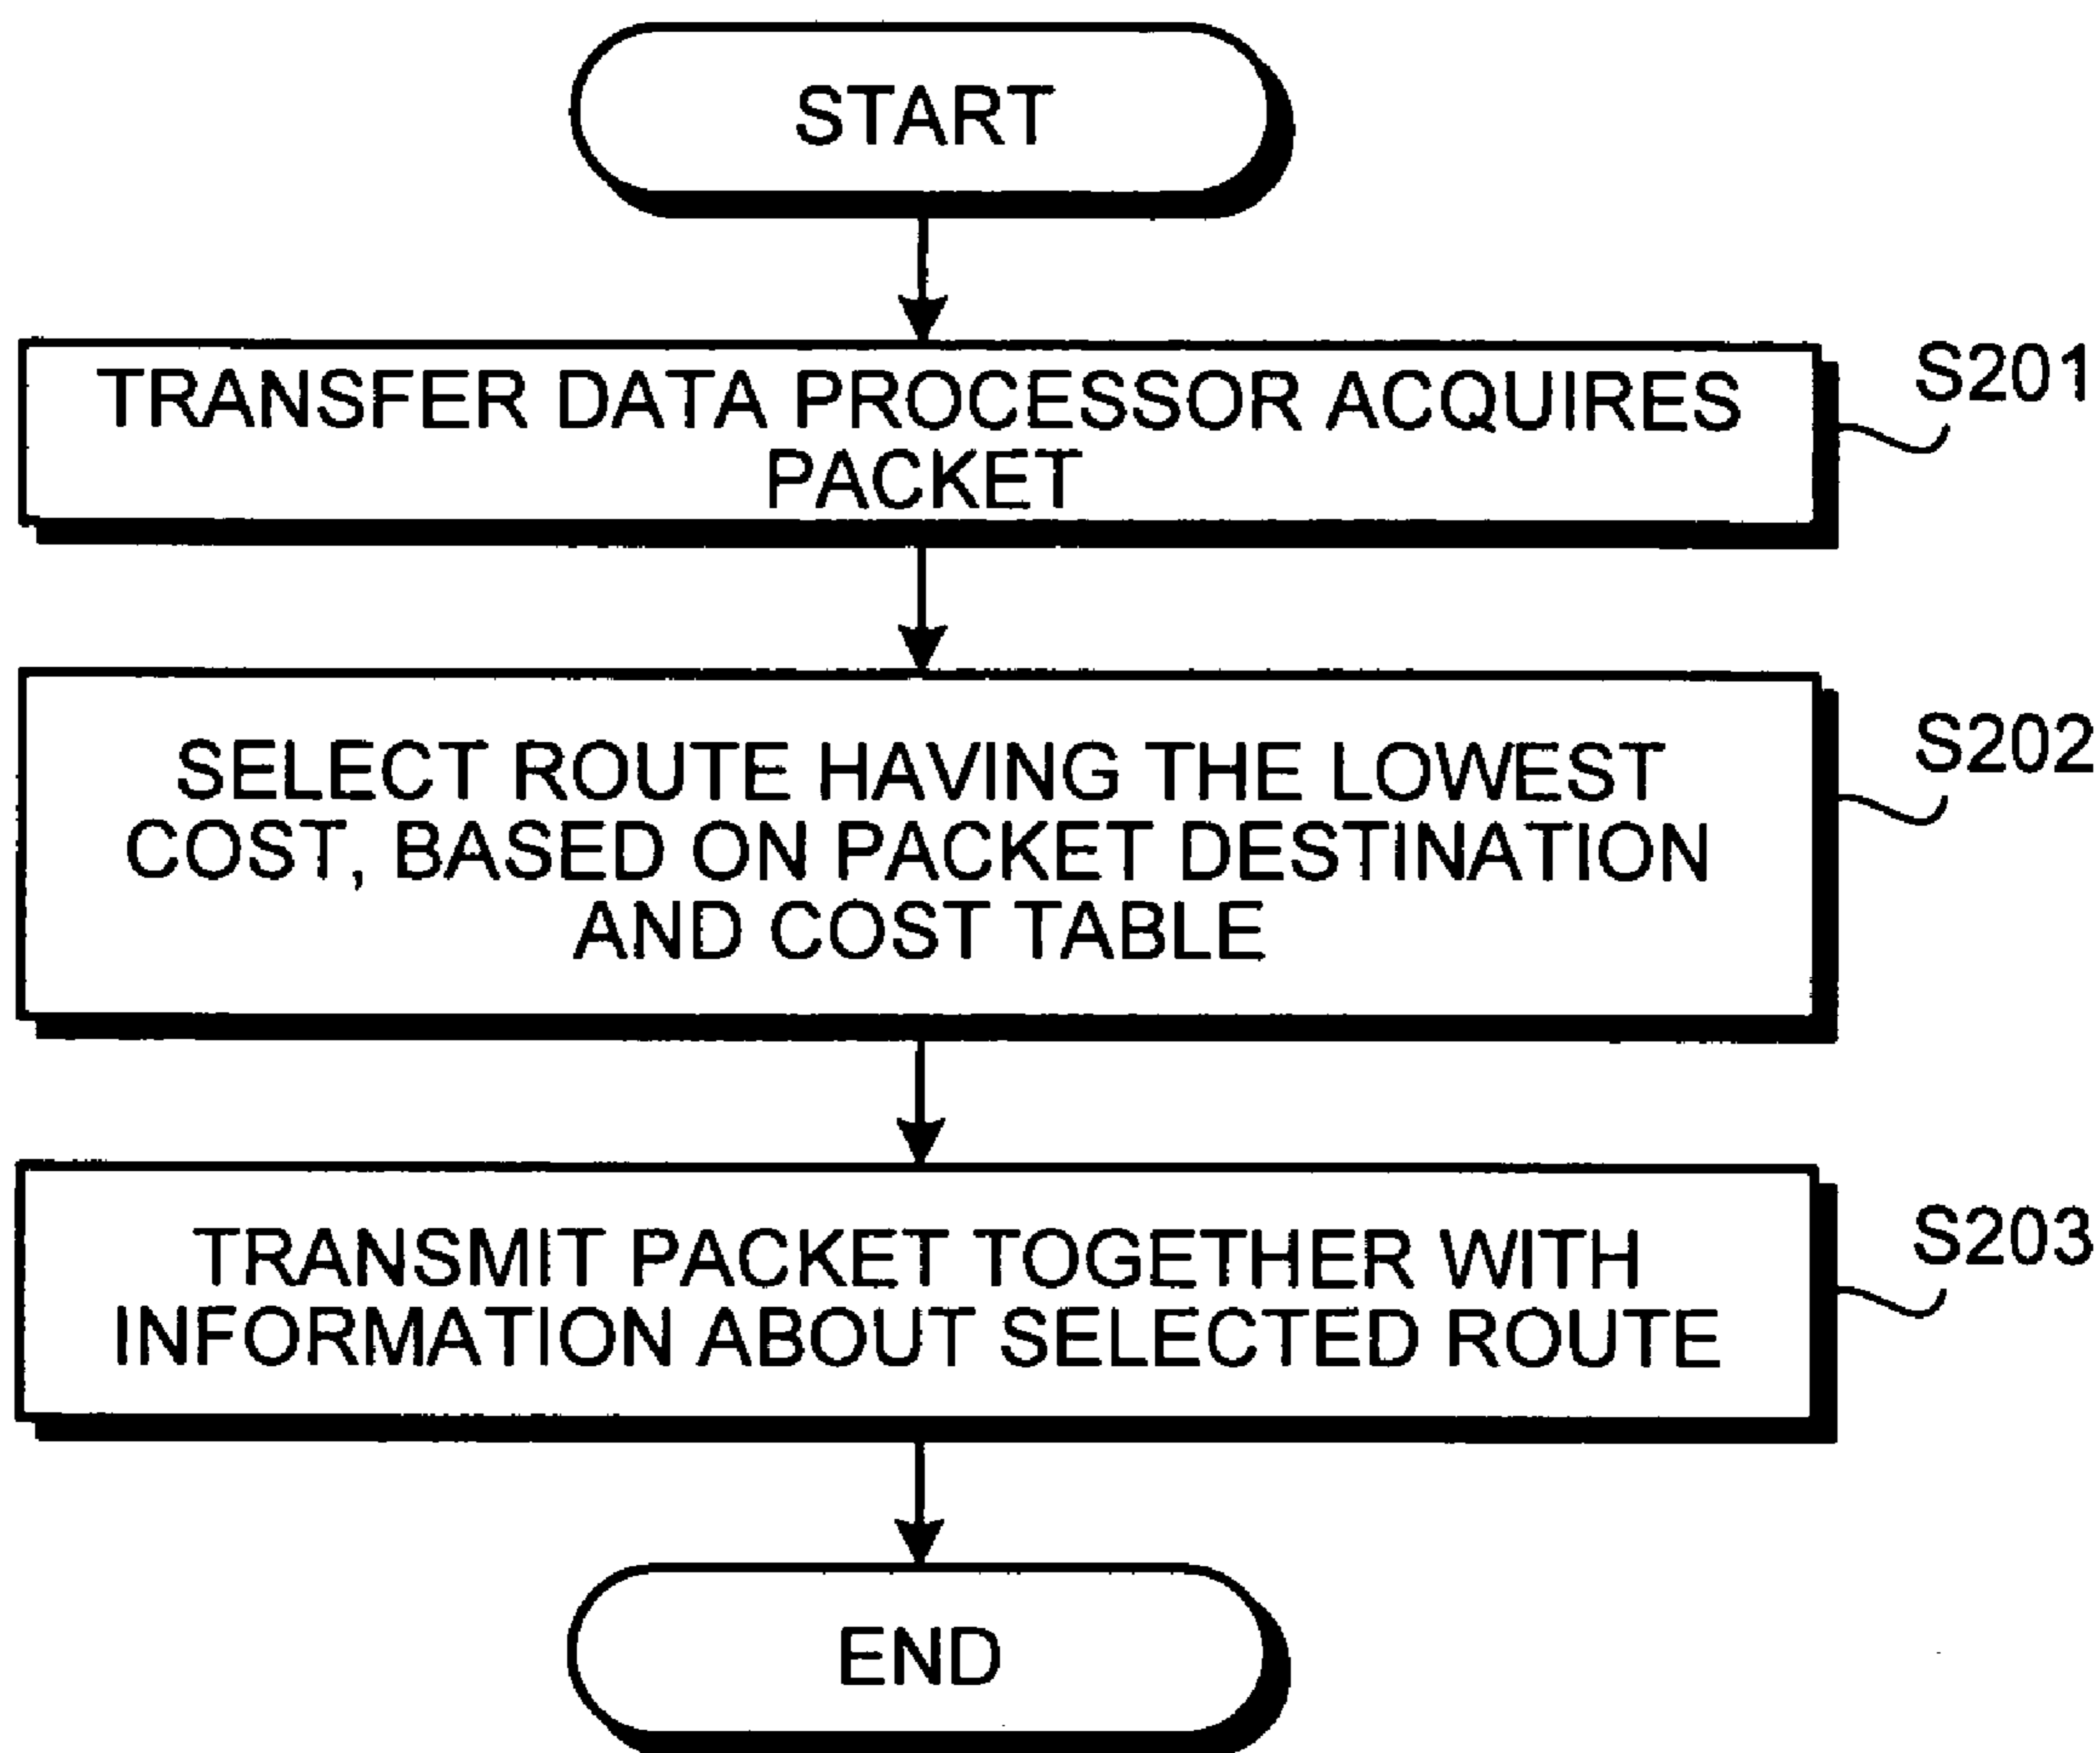 START
TRANSFER DATA PROCESSOR ACQUIRES
PACKET
S201
SELECT ROUTE HAVING THE LOWEST
COST, BASED ON PACKET DESTINATION
AND COST TABLE
S202
TRANSMIT PACKET TOGETHER WITH
INFORMATION ABOUT SELECTED ROUTE
S203
END